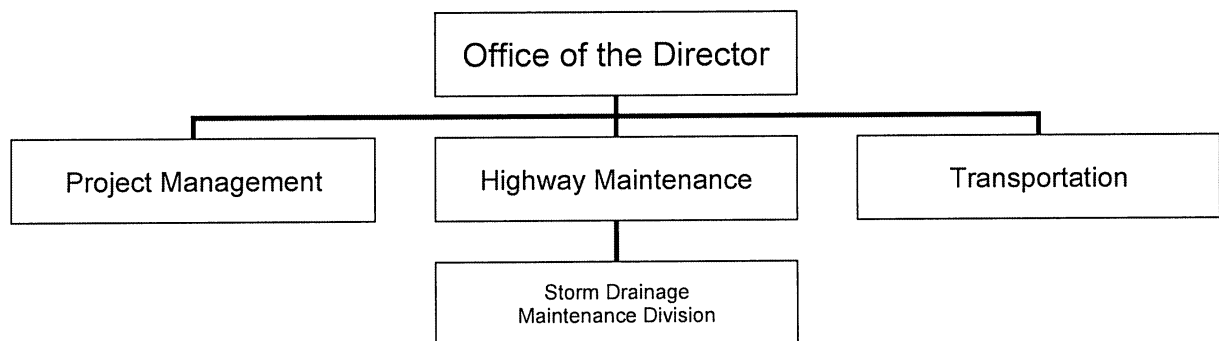 Office of the Director
Project Management
Highway Maintenance
Transportation
Storm Drainage
Maintenance Division